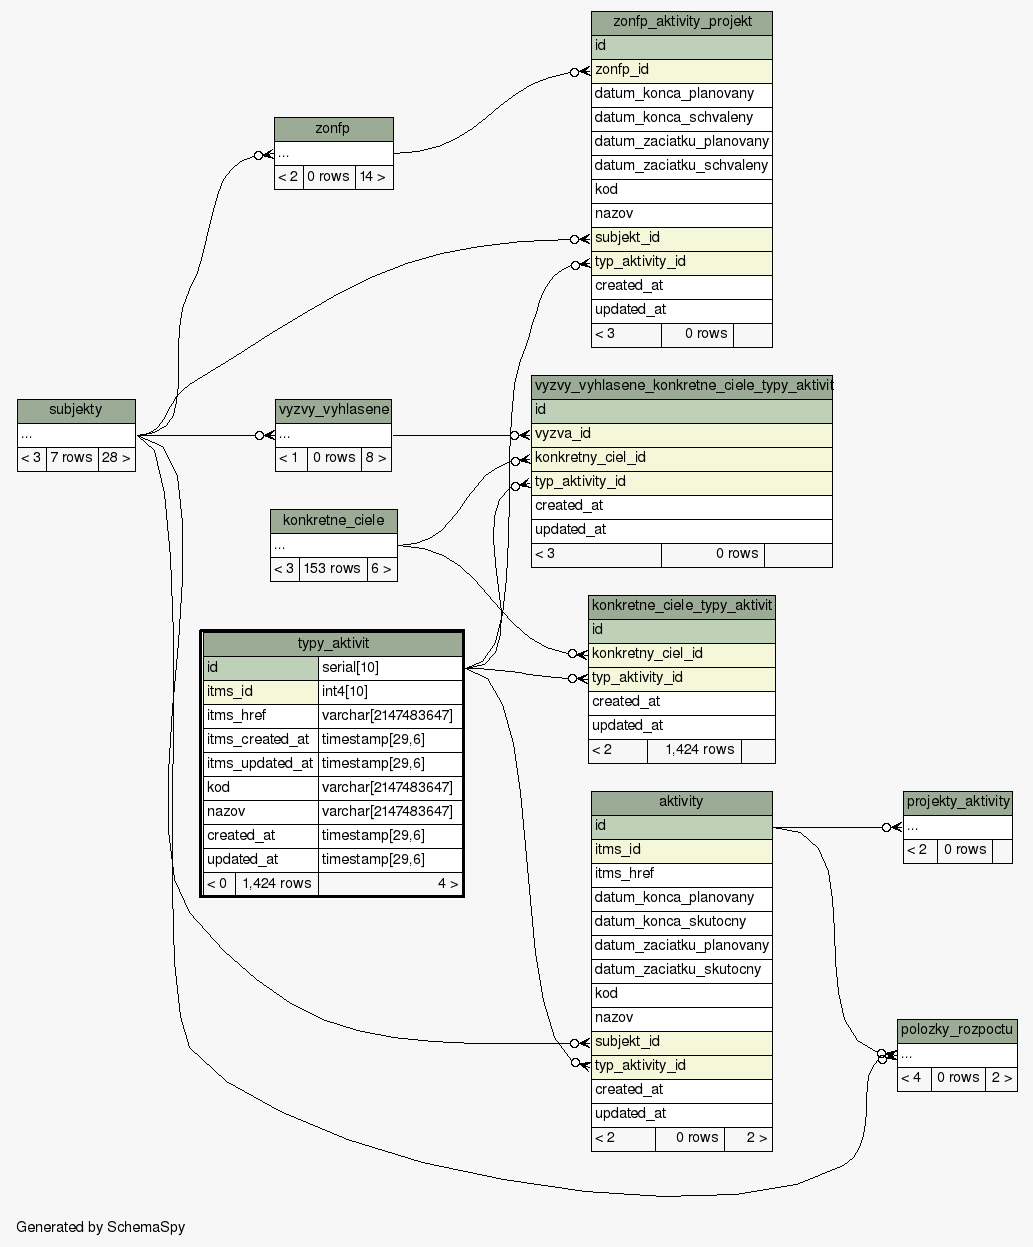 zonfp_aktivity_projekt
id
zonfp_id
datum_konca_planovany
datum_konca_schvaleny
datum_zaciatku_planovany
datum_zaciatku_schvaleny
kod
nazov
subjekt_id
typ_aktivity_id
created_at
updated_at
< 3 0 rows
zonfp
...
< 2 0 rows 14 >
subjekty
...
< 3 7 rows 28 >
vyzvy_vyhlasene
...
< 1 0 rows 8 >
vyzvy_vyhlasene_konkretne_ciele_typy_aktivit
id
vyzva_id
konkretny_ciel_id
typ_aktivity_id
created_at
updated_at
< 3 0 rows
konkretne_ciele
...
< 3 153 rows 6 >
konkretne_ciele_typy_aktivit
id
konkretny_ciel_id
typ_aktivity_id
created_at
updated_at
< 2 1,424 rows
typy_aktivit
id serial[10]
itms_id int4[10]
itms_href varchar[2147483647]
itms_created_at timestamp[29,6]
itms_updated_at timestamp[29,6]
kod varchar[2147483647]
nazov varchar[2147483647]
created_at timestamp[29,6]
updated_at timestamp[29,6]
< 0 1,424 rows 4 >
aktivity
id
itms_id
itms_href
datum_konca_planovany
datum_konca_skutocny
datum_zaciatku_planovany
datum_zaciatku_skutocny
kod
nazov
subjekt_id
typ_aktivity_id
created_at
updated_at
< 2 0 rows 2 >
projekty_aktivity
...
< 2 0 rows
polozky_rozpoctu
...
< 4 0 rows 2 >
Generated by SchemaSpy